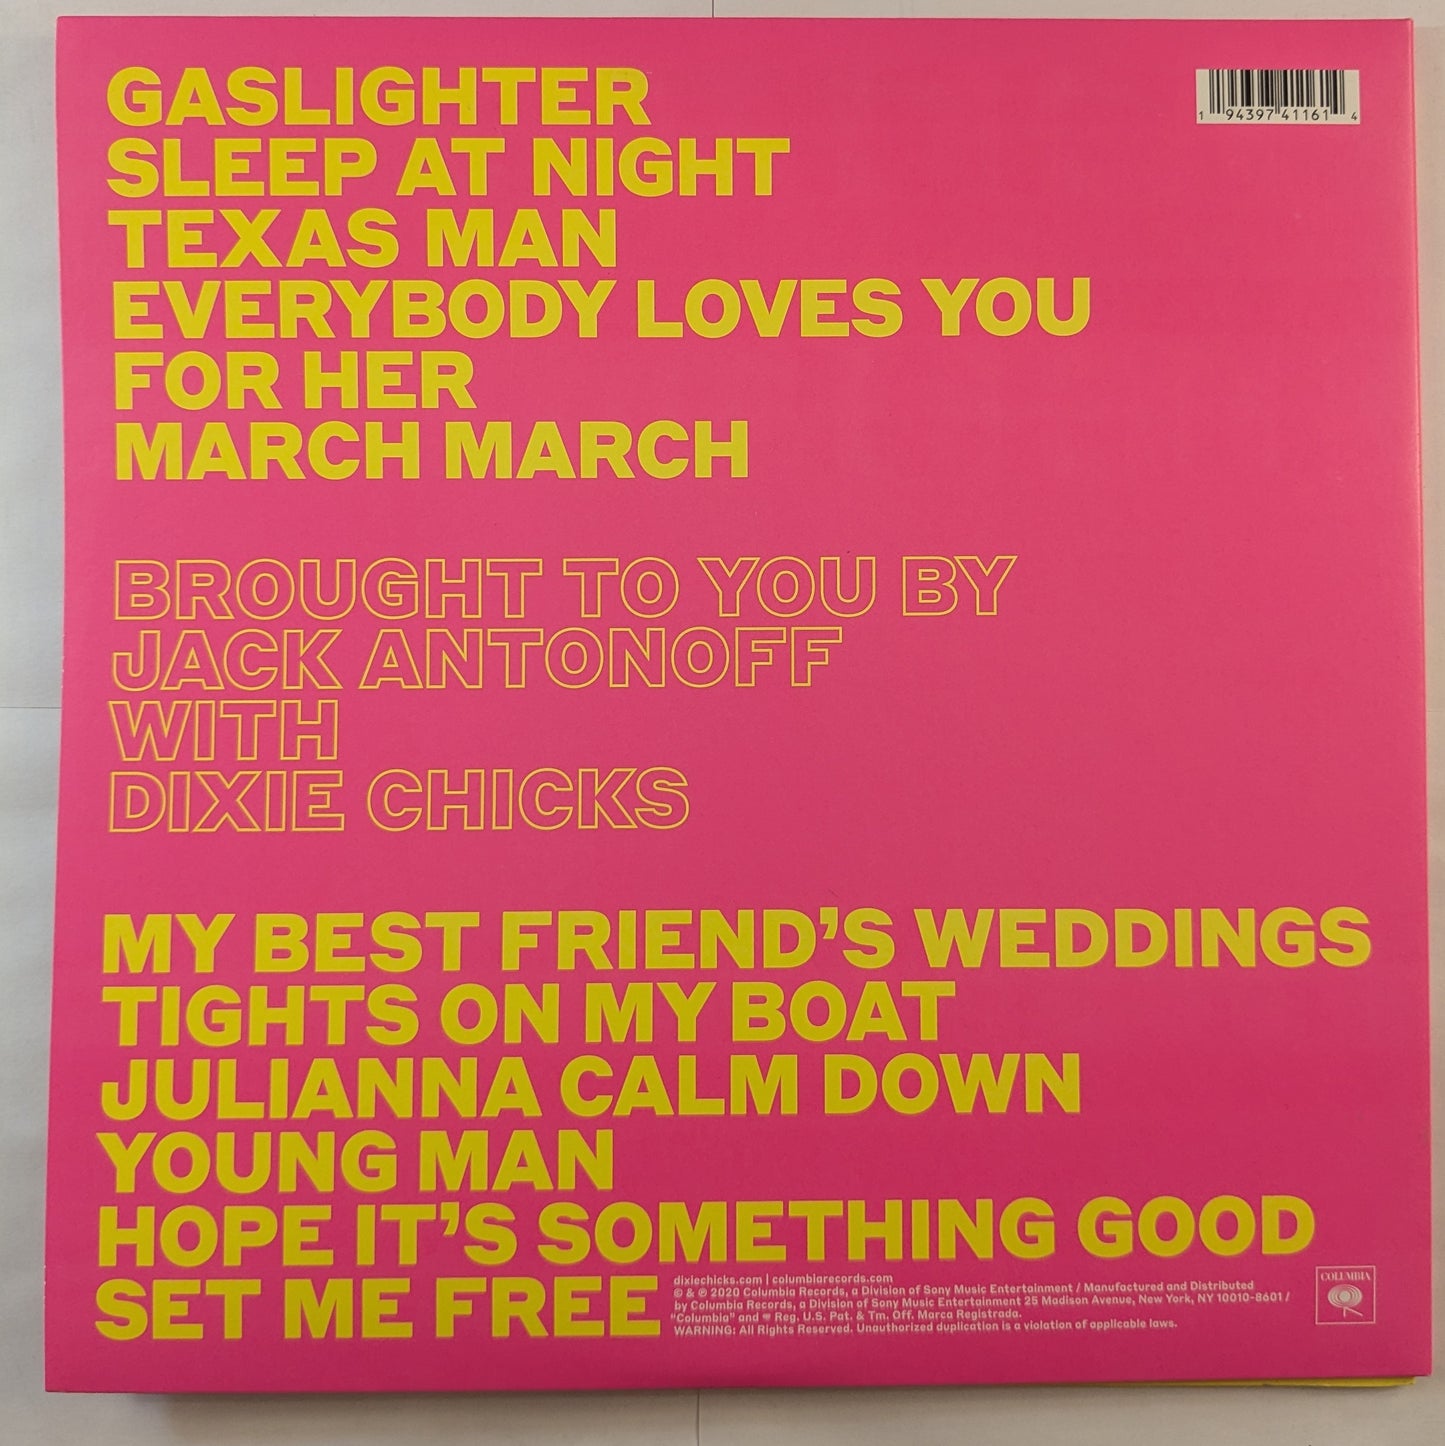 GASLIGHTER
SLEEP AT NIGHT
TEXAS MAN
EVERYBODY LOVES YOU
FOR HER
MARCH MARCH
1 94397 41161 4
BROUGHT TO YOU BY
JACK ANTONOFF
WITH
DIXIE CHICKS
MY BEST FRIEND’S WEDDINGS
TIGHTS ON MY BOAT
JULIANNA CALM DOWN
YOUNG MAN
HOPE IT’S SOMETHING GOOD
SET ME FREE
dixiechicks.com | columbiarecords.com
© & ℗ 2020 Columbia Records, a Division of Sony Music Entertainment / Manufactured and Distributed
by Columbia Records, a Division of Sony Music Entertainment 25 Madison Avenue, New York, NY 10010-8601 /
"Columbia" and Reg. U.S. Pat. & Tm. Off. Marca Registrada.
WARNING: All Rights Reserved. Unauthorized duplication is a violation of applicable laws.
COLUMBIA